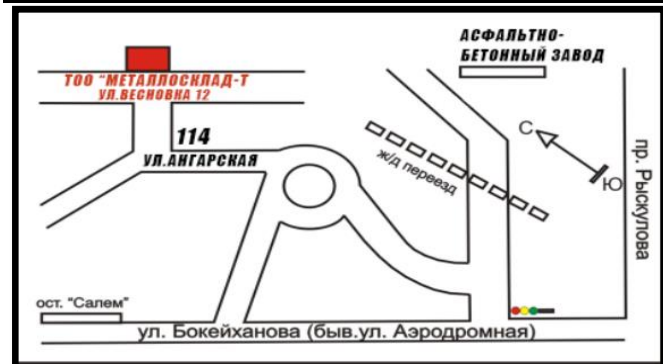 АСФАЛЬТНО-
БЕТОННЫЙ ЗАВОД
ТОО "МЕТАЛЛОСКЛАД-Т
УЛ.ВЕСНОВКА 12
114
УЛ.АНГАРСКАЯ
ж/д переезд
С
Ю
пр. Рыскулова
ост. "Салем"
ул. Бокейханова (быв.ул. Аэродромная)